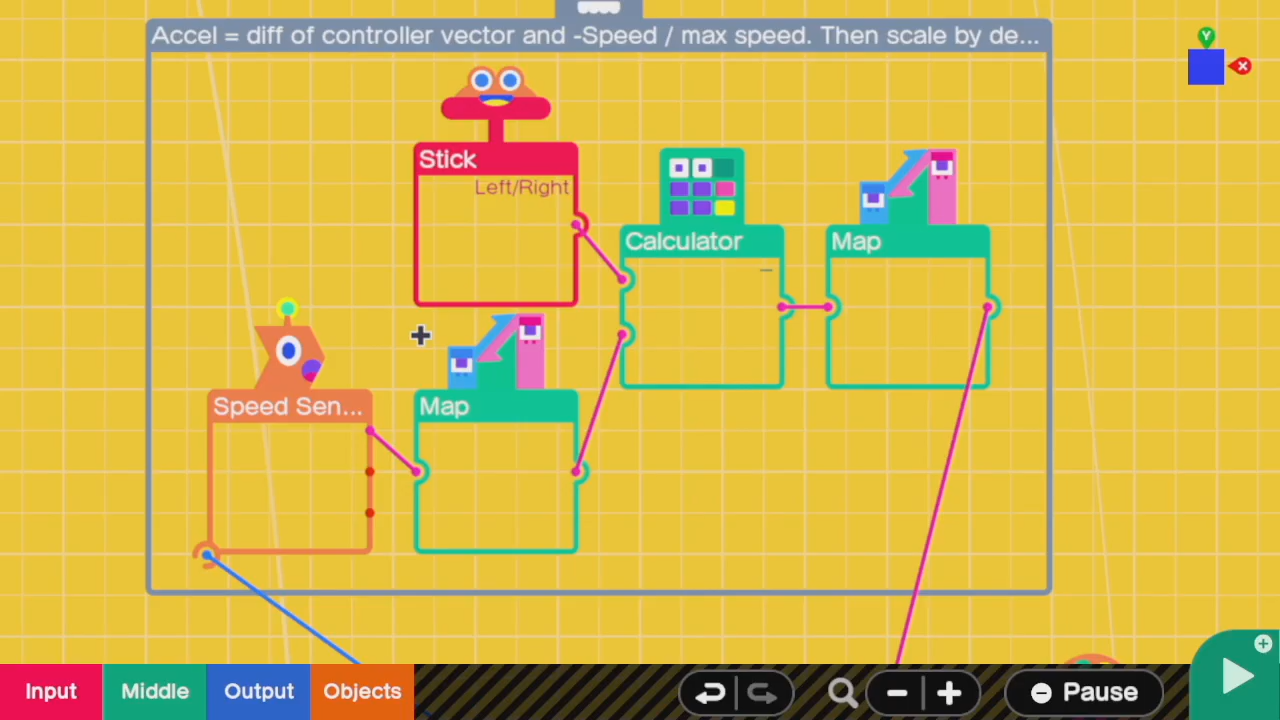 Accel = diff of controller vector and -Speed / max speed. Then scale by de...
Y
X
Stick
Left/Right
Calculator
−
Map
Speed Sen...
Map
Input
Middle
Output
Objects
Pause